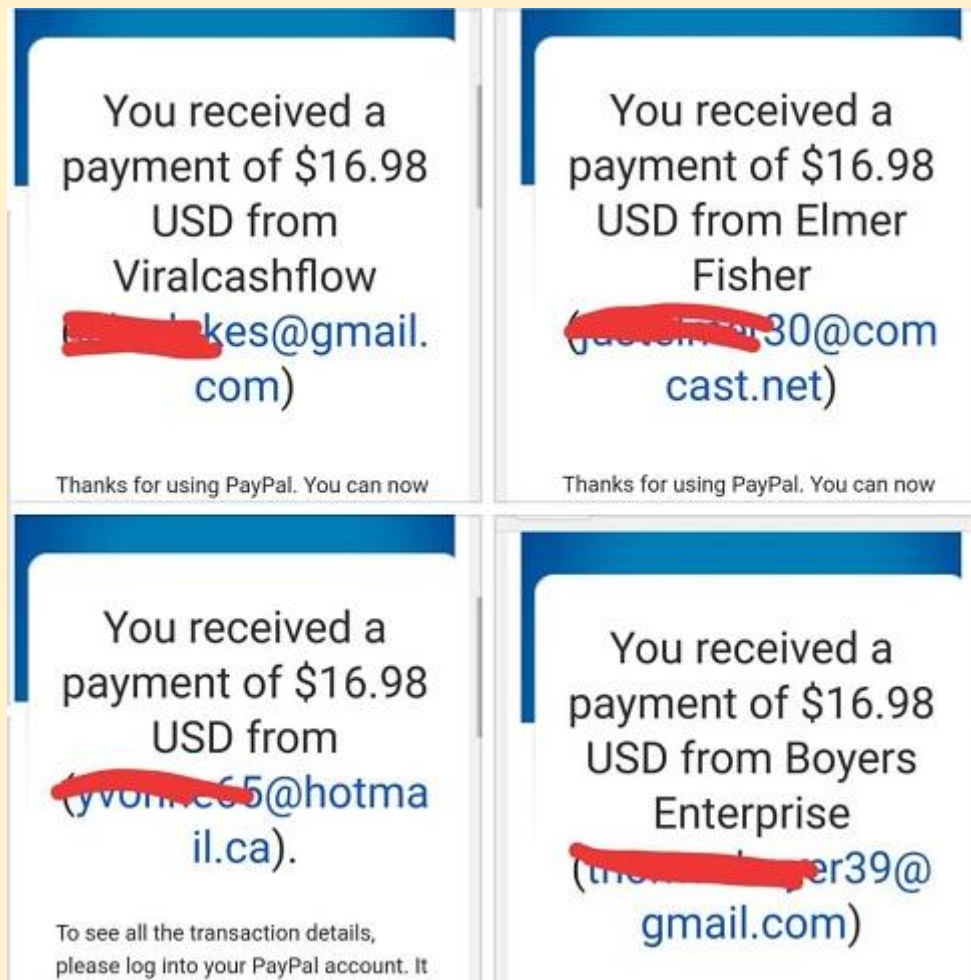 You received a
payment of $16.98
USD from
Viralcashflow
kes@gmail.
com)
Thanks for using PayPal. You can now
You received a
payment of $16.98
USD from Elmer
Fisher
30@com
cast.net)
Thanks for using PayPal. You can now
You received a
payment of $16.98
USD from
5@hotma
il.ca).
To see all the transaction details,
please log into your PayPal account. It
You received a
payment of $16.98
USD from Boyers
Enterprise
er39@
gmail.com)